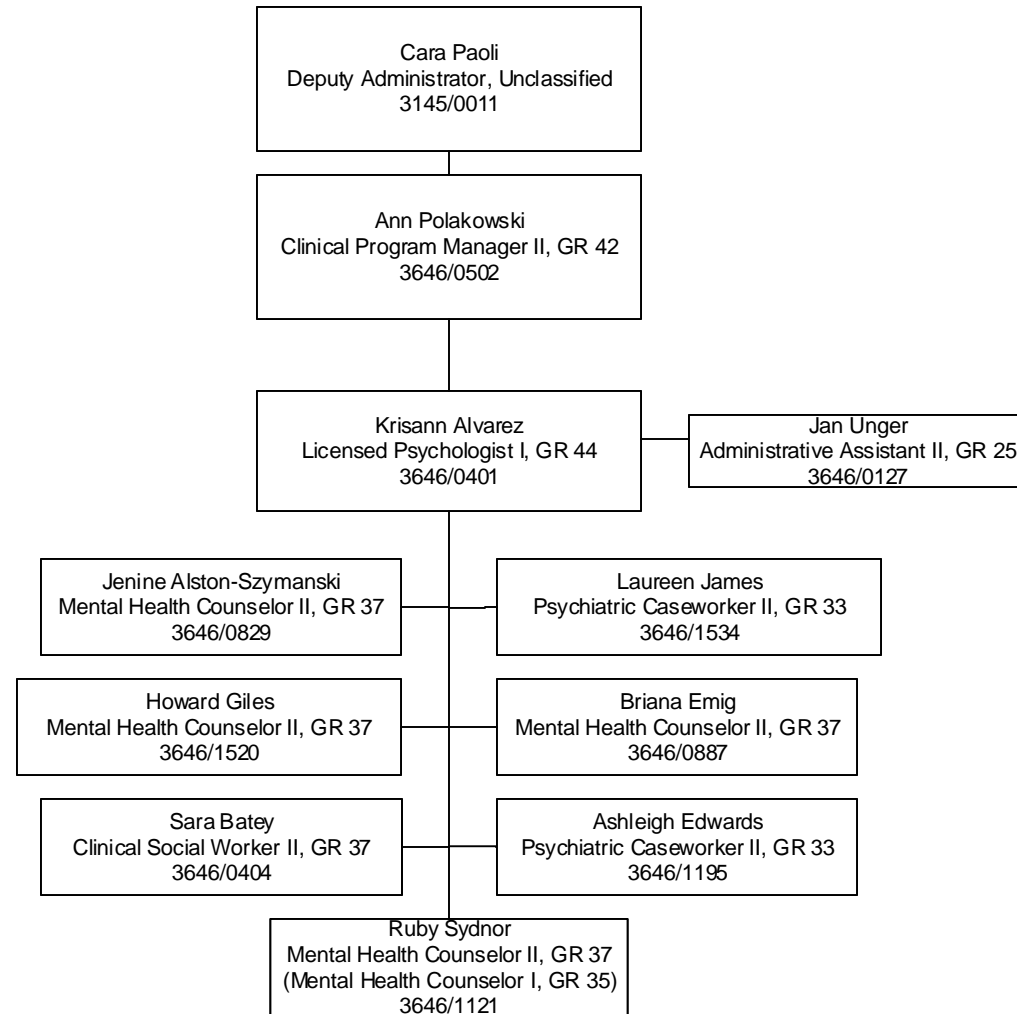 Cara Paoli
Deputy Administrator, Unclassified
3145/0011
Ann Polakowski
Clinical Program Manager II, GR 42
3646/0502
Krisann Alvarez
Licensed Psychologist I, GR 44
3646/0401
Jan Unger
Administrative Assistant II, GR 25
3646/0127
Jenine Alston-Szymanski
Mental Health Counselor II, GR 37
3646/0829
Laureen James
Psychiatric Caseworker II, GR 33
3646/1534
Howard Giles
Mental Health Counselor II, GR 37
3646/1520
Briana Emig
Mental Health Counselor II, GR 37
3646/0887
Sara Batey
Clinical Social Worker II, GR 37
3646/0404
Ashleigh Edwards
Psychiatric Caseworker II, GR 33
3646/1195
Ruby Sydnor
Mental Health Counselor II, GR 37
(Mental Health Counselor I, GR 35)
3646/1121